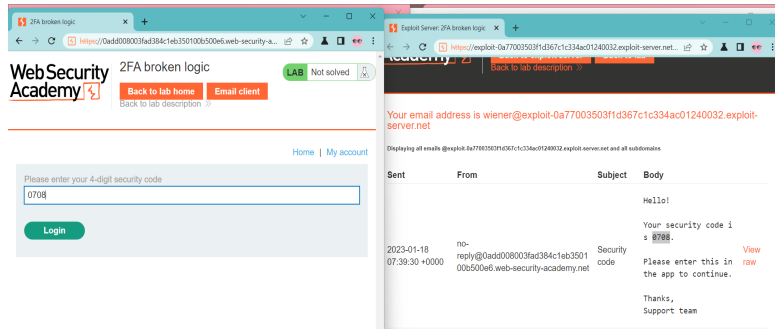 2FA broken logic
https://0add008003fad384c1eb350100b500e6.web-security-a...
Web Security
Academy
2FA broken logic
LAB Not solved
Back to lab home Email client
Back to lab description
Home | My account
Please enter your 4-digit security code
0708
Login
Exploit Server: 2FA broken logic
https://exploit-0a77003503f1d367c1c334ac01240032.exploit-server.net...
Back to lab description
Your email address is wiener@exploit-0a77003503f1d367c1c334ac01240032.exploit-
server.net
Displaying all emails @exploit-0a77003503f1d367c1c334ac01240032.exploit-server.net and all subdomains
Sent From Subject Body
2023-01-18
07:39:30 +0000
no-
reply@0add008003fad384c1eb3501
00b500e6.web-security-academy.net
Security
code
Hello!
Your security code i
s 0708.
Please enter this in
the app to continue.
Thanks,
Support team
View
raw